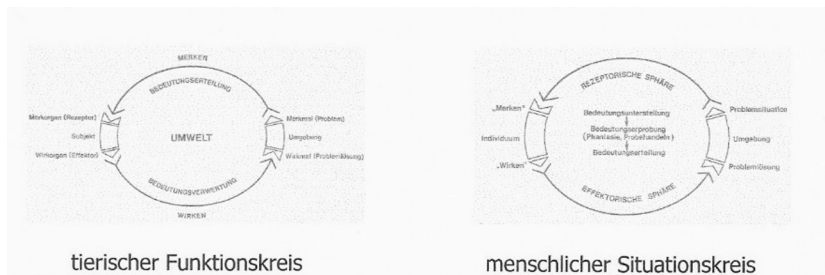 MERKEN
BEDEUTUNGSERTEILUNG
Merkorgan (Rezeptor)
Merkmal (Problem)
Subjekt
UMWELT
Umgebung
Wirkorgan (Effektor)
Wirkmal (Problemlösung)
BEDEUTUNGSVERWERTUNG
WIRKEN
tierischer Funktionskreis
REZEPTORISCHE SPHÄRE
„Merken“
Problemsituation
Bedeutungsunterstellung
Bedeutungserprobung
(Phantasie, Probehandeln)
Individuum
Umgebung
Bedeutungserteilung
„Wirken“
Problemlösung
EFFEKTORISCHE SPHÄRE
menschlicher Situationskreis